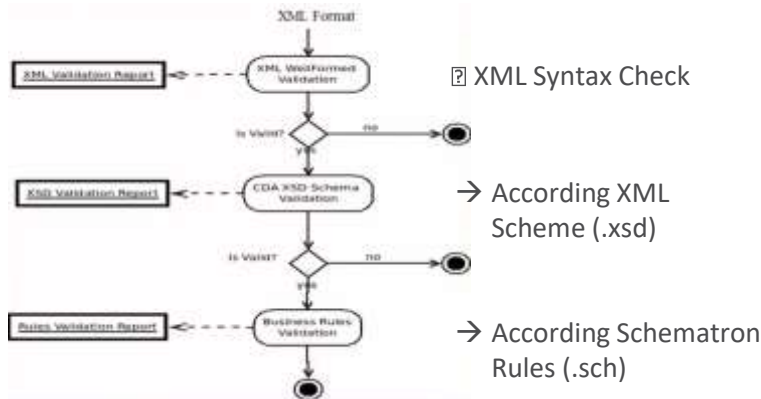 XML Format
XML Validation Report
XML WellFormed
Validation
⍰ XML Syntax Check
Is Valid?
no
yes
XSD Validation Report
CDA XSD-Schema
Validation
→ According XML
Scheme (.xsd)
Is Valid?
no
yes
Rules Validation Report
Business Rules
Validation
→ According Schematron
Rules (.sch)